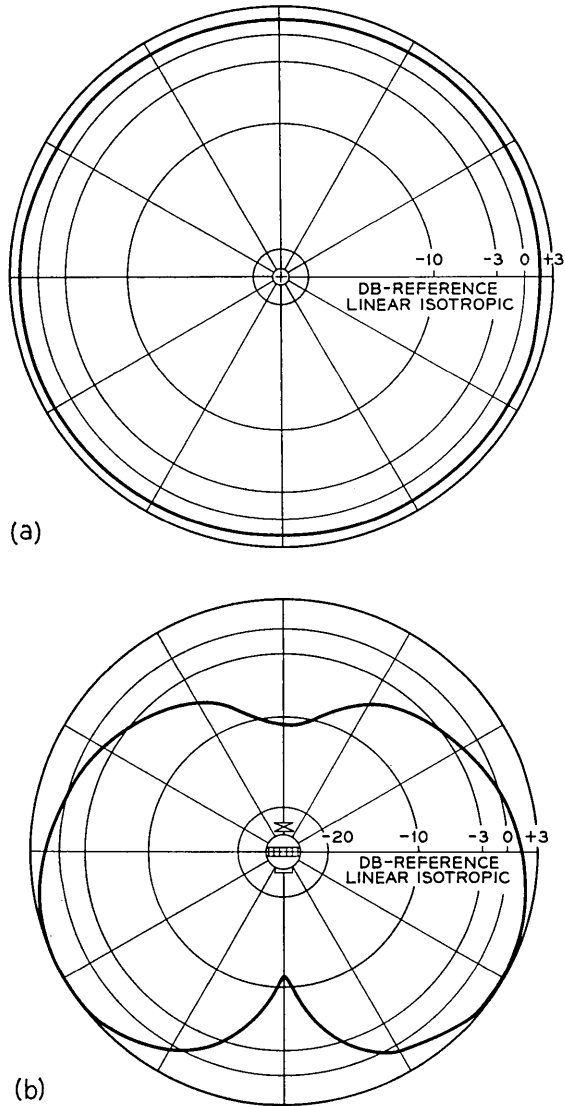 -10 -3 0 +3
DB-REFERENCE
LINEAR ISOTROPIC
(a)
-20 -10 -3 0 +3
DB-REFERENCE
LINEAR ISOTROPIC
(b)